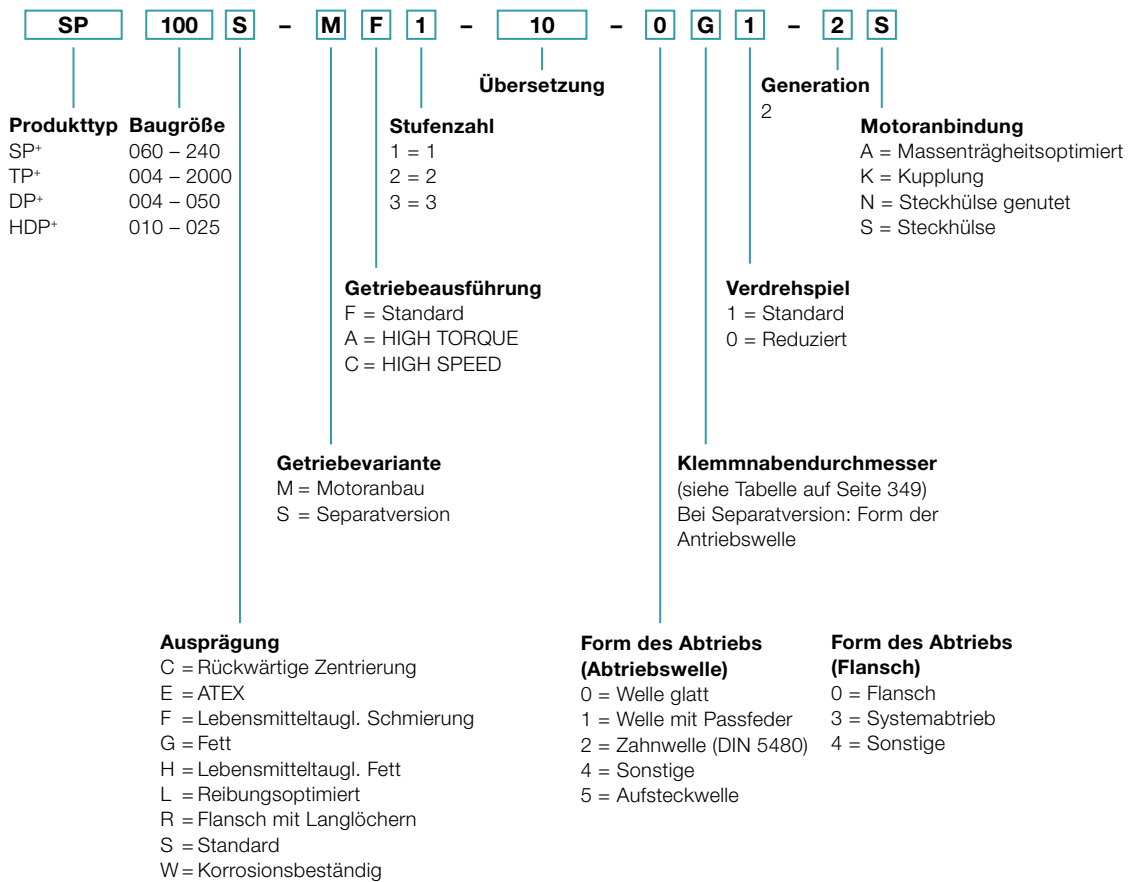 SP 100 S – M F 1 – 10 – 0 G 1 – 2 S
Übersetzung
Generation
2
Produkttyp
SP+
TP+
DP+
HDP+
Baugröße
060 – 240
004 – 2000
004 – 050
010 – 025
Stufenzahl
1 = 1
2 = 2
3 = 3
Motoranbindung
A = Massenträgheitsoptimiert
K = Kupplung
N = Steckhülse genutet
S = Steckhülse
Getriebeausführung
F = Standard
A = HIGH TORQUE
C = HIGH SPEED
Verdrehspiel
1 = Standard
0 = Reduziert
Getriebevariante
M = Motoranbau
S = Separatversion
Klemmnabendurchmesser
(siehe Tabelle auf Seite 349)
Bei Separatversion: Form der
Antriebswelle
Ausprägung
C = Rückwärtige Zentrierung
E = ATEX
F = Lebensmitteltaugl. Schmierung
G = Fett
H = Lebensmitteltaugl. Fett
L = Reibungsoptimiert
R = Flansch mit Langlöchern
S = Standard
W = Korrosionsbeständig
Form des Abtriebs
(Abtriebswelle)
0 = Welle glatt
1 = Welle mit Passfeder
2 = Zahnwelle (DIN 5480)
4 = Sonstige
5 = Aufsteckwelle
Form des Abtriebs
(Flansch)
0 = Flansch
3 = Systemabtrieb
4 = Sonstige